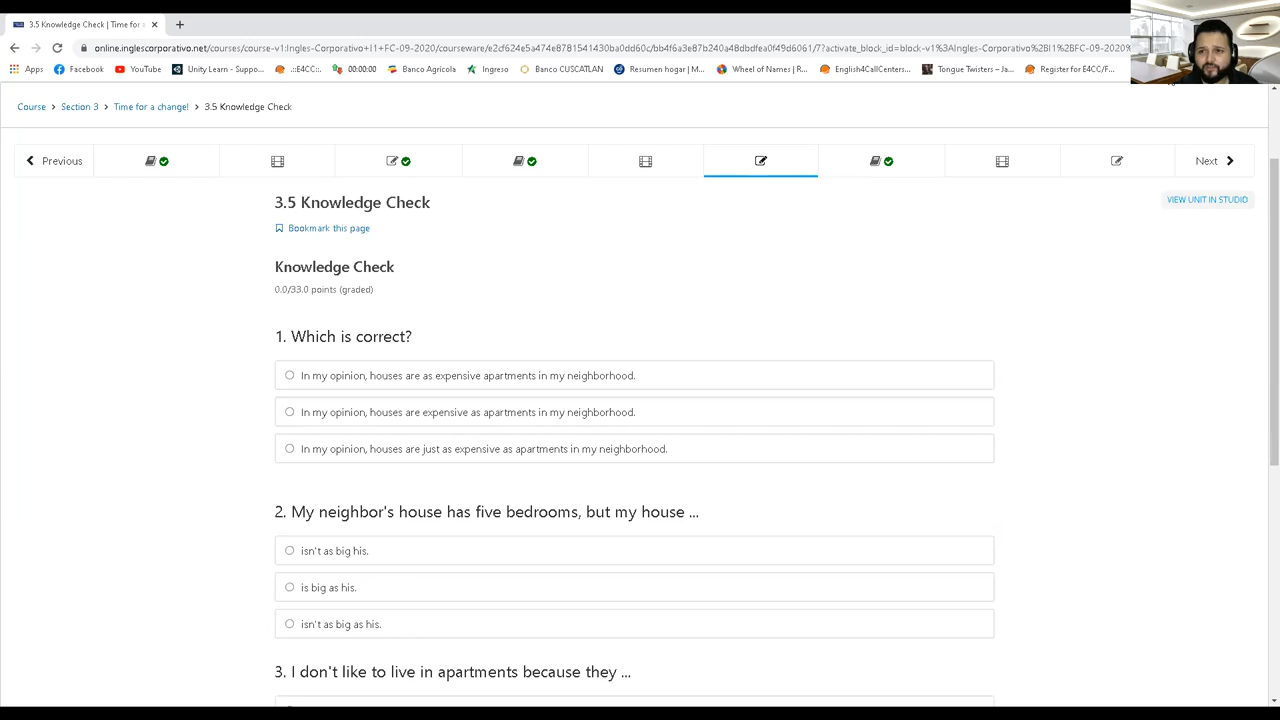 3.5 Knowledge Check | Time for a
online.inglescorporativo.net/courses/course-v1:Ingles-Corporativo+I1+FC-09-2020/courseware/e2cf624e5a474e8781541430ba0dd60c/bb4f6a3e87b240a48dbdfea0f49d6061/7?activate_block_id=block-v1%3AIngles-Corporativo%2BI1%2BFC-09-2020%
Apps Facebook YouTube Unity Learn - Suppo... .::E4CC::. 00:00:00 Banco Agrícola Ingreso Banco CUSCATLAN Resumen hogar | M... Wheel of Names | R... English4CallCenters... Tongue Twisters – Ja... Register for E4CC/F...
Course > Section 3 > Time for a change! > 3.5 Knowledge Check
Previous Next
3.5 Knowledge Check
VIEW UNIT IN STUDIO
Bookmark this page
Knowledge Check
0.0/33.0 points (graded)
1. Which is correct?
In my opinion, houses are as expensive apartments in my neighborhood.
In my opinion, houses are expensive as apartments in my neighborhood.
In my opinion, houses are just as expensive as apartments in my neighborhood.
2. My neighbor's house has five bedrooms, but my house ...
isn't as big his.
is big as his.
isn't as big as his.
3. I don't like to live in apartments because they ...